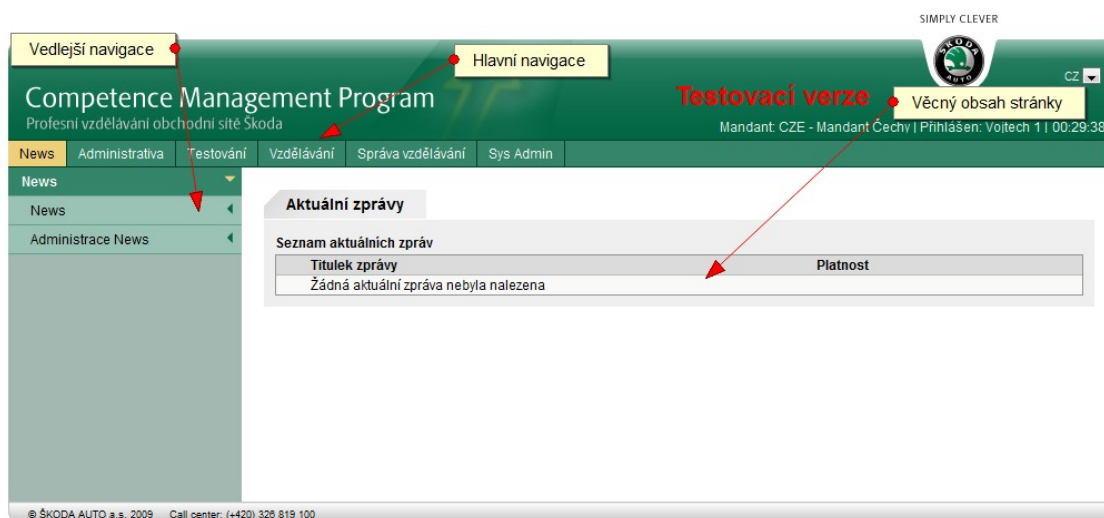 SIMPLY CLEVER
Vedlejší navigace
Hlavní navigace
ŠKODA
AUTO
CZ
Competence Management Program
Testovací verze
Věcný obsah stránky
Profesní vzdělávání obchodní sítě Škoda
Mandant: CZE - Mandant Čechy | Přihlášen: Vojtech 1 | 00:29:38
News Administrativa Testování Vzdělávání Správa vzdělávání Sys Admin
News
News
Administrace News
Aktuální zprávy
Seznam aktuálních zpráv
Titulek zprávy Platnost
Žádná aktuální zpráva nebyla nalezena
© ŠKODA AUTO a.s. 2009 Call center: (+420) 326 819 100